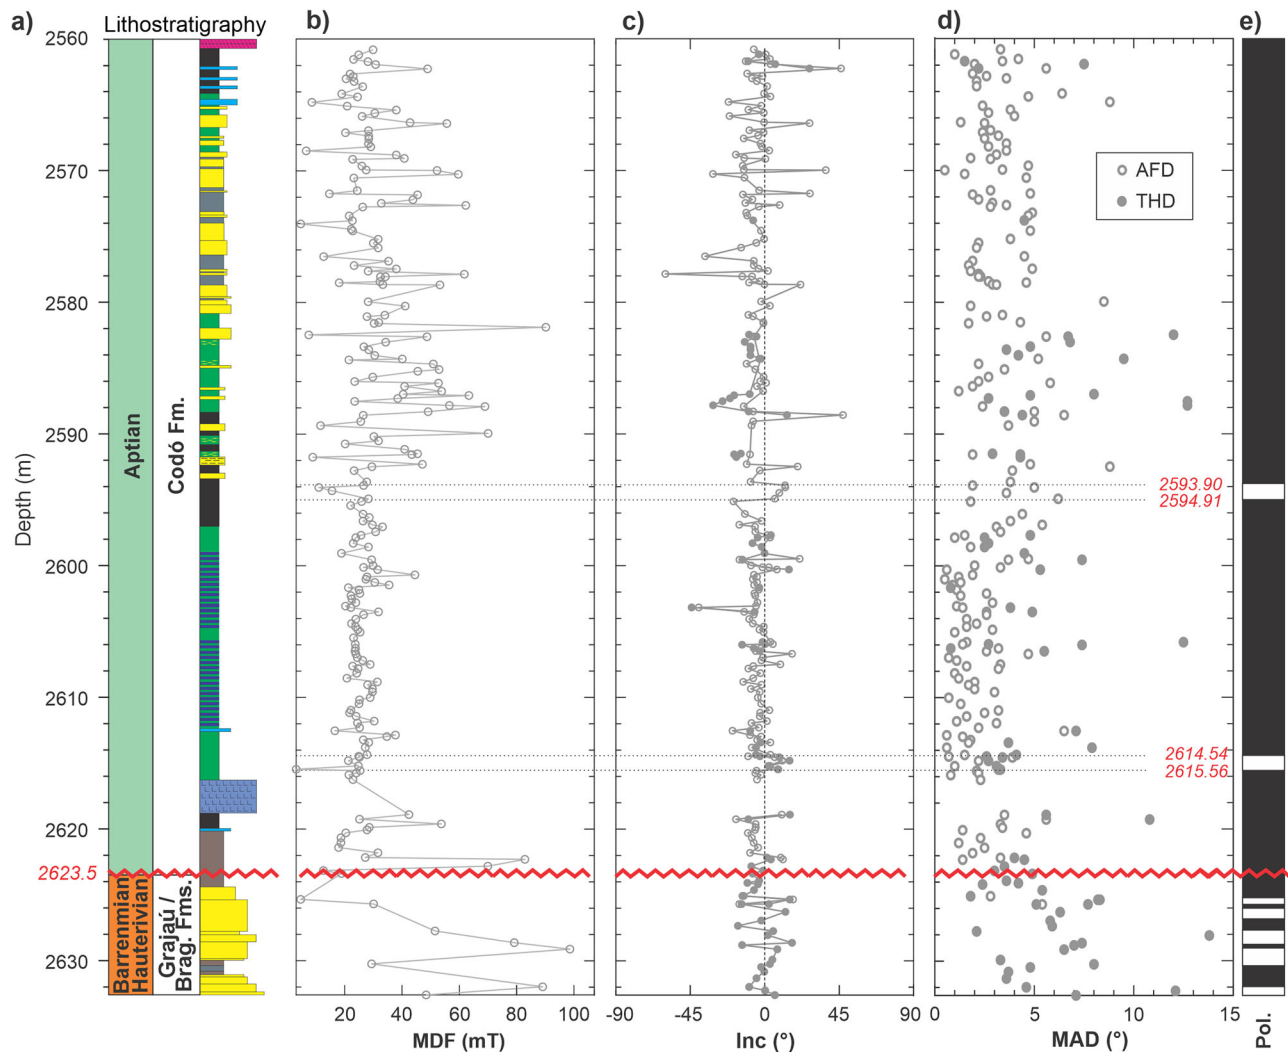 a)
Lithostratigraphy
b)
c)
d)
e)
2560
2570
2580
2590
2600
2610
2620
2623.5
2630
Depth (m)
Aptian
Codó Fm.
Barrenmian
Hauterivian
Grajaú /
Brag. Fms.
AFD
THD
2593.90
2594.91
2614.54
2615.56
20
40
60
80
100
MDF (mT)
-90
-45
0
45
90
Inc (°)
0
5
10
15
MAD (°)
Pol.